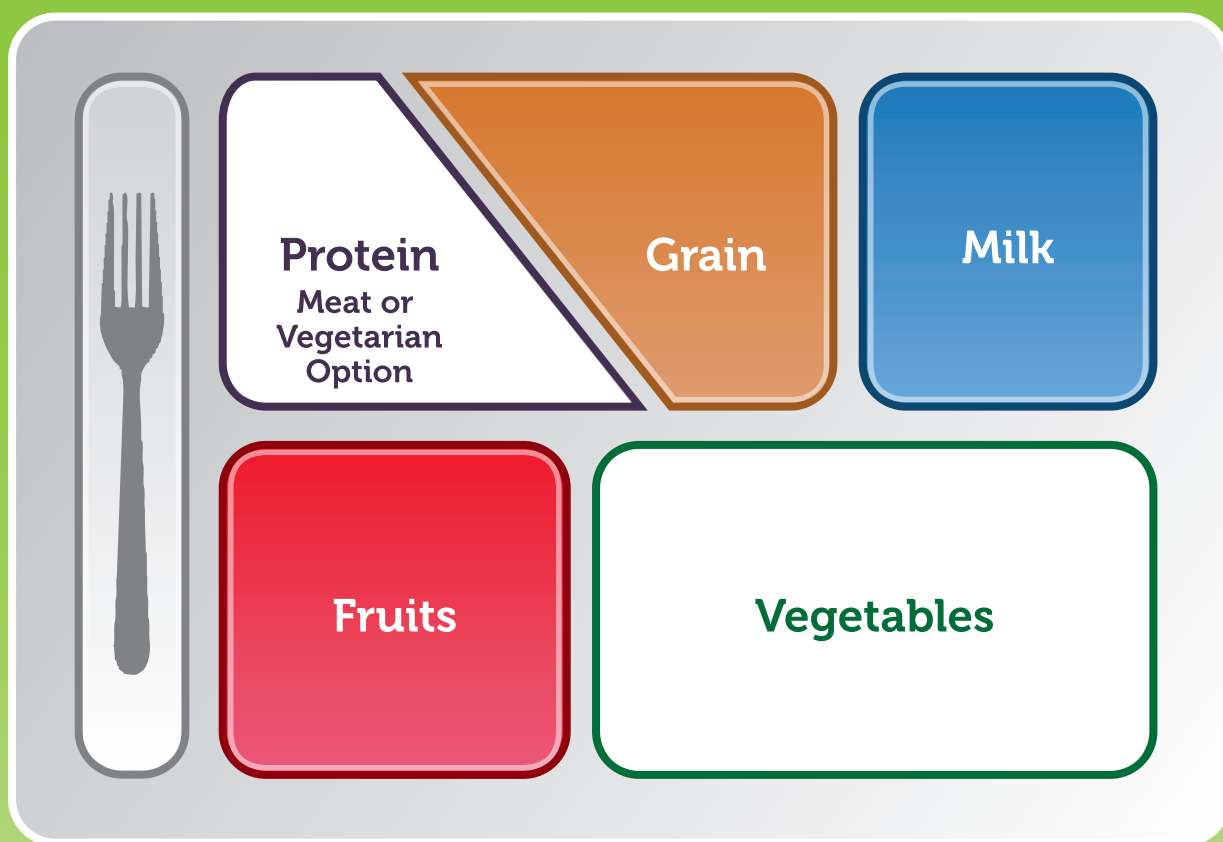 Protein
Meat or
Vegetarian
Option
Grain
Milk
Fruits
Vegetables